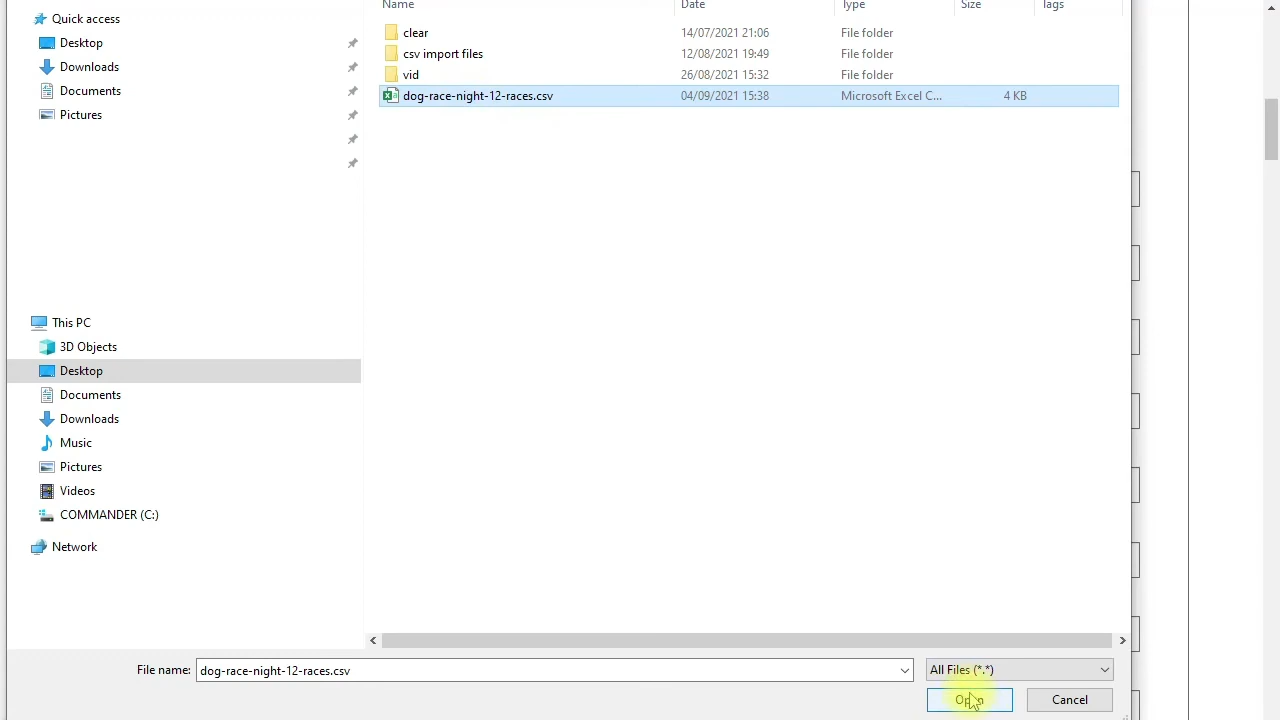 Name Date Type Size Tags
Quick access
Desktop
Downloads
Documents
Pictures
This PC
3D Objects
Desktop
Documents
Downloads
Music
Pictures
Videos
COMMANDER (C:)
Network
clear 14/07/2021 21:06 File folder
csv import files 12/08/2021 19:49 File folder
vid 26/08/2021 15:32 File folder
dog-race-night-12-races.csv 04/09/2021 15:38 Microsoft Excel C... 4 KB
File name: dog-race-night-12-races.csv All Files (*.*)
Open Cancel